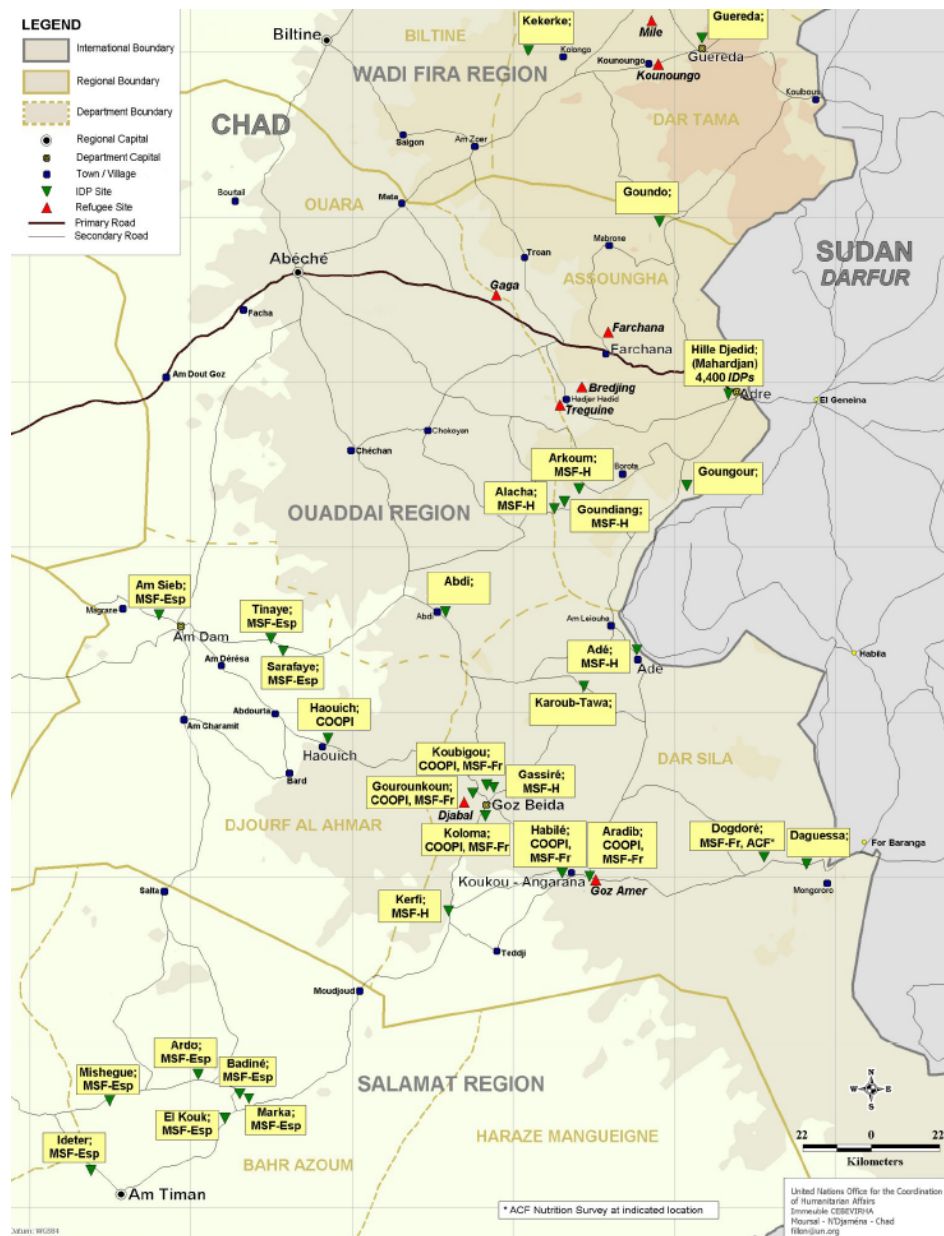 LEGEND
International Boundary
Regional Boundary
Department Boundary
Regional Capital
Department Capital
Town / Village
IDP Site
Refugee Site
Primary Road
Secondary Road
Biltine
BILTINE
Kekerke;
Kolongo
Mile
Guereda;
Guereda
Kounoungo
Kounoungo
WADI FIRA REGION
Koulbous
CHAD
DAR TAMA
Saigon
Am Zoer
Boutail
OUARA
Mata
Goundo;
Mabrone
Troan
SUDAN
DARFUR
Abéché
ASSOUNGHA
Gaga
Facha
Farchana
Farchana
Hille Djedid;
(Mahardjan)
4,400 IDPs
Adre
El Geneina
Am Dout Goz
Bredjing
Hadjer Hadid
Treguine
Chokoyan
Chéchan
Arkoum;
MSF-H
Borota
Goungour;
Alacha;
MSF-H
Goundiang;
MSF-H
OUADDAI REGION
Am Sieb;
MSF-Esp
Magrane
Am Dam
Tinaye;
MSF-Esp
Abdi;
Abdi
Am Leiouha
Sarafaye;
MSF-Esp
Am Dérésa
Adé;
MSF-H
Ade
Habila
Karoub-Tawa;
Abdourta
Am Charamit
Haouich;
COOPI
Haouich
Bard
DAR SILA
Koubigou;
COOPI, MSF-Fr
Gassiré;
MSF-H
Gourounkoun;
COOPI, MSF-Fr
Djabal
Goz Beida
DJOURF AL AHMAR
Koloma;
COOPI, MSF-Fr
Habilé;
COOPI,
MSF-Fr
Aradib;
COOPI,
MSF-Fr
Dogdoré;
MSF-Fr, ACF*
Daguessa;
For Baranga
Koukou - Angarana
Goz Amer
Mongororo
Salta
Kerfi;
MSF-H
Teddji
Moudjoud
Ardo;
MSF-Esp
Mishegue;
MSF-Esp
Badiné;
MSF-Esp
SALAMAT REGION
El Kouk;
MSF-Esp
Marka;
MSF-Esp
HARAZE MANGUEIGNE
Ideter;
MSF-Esp
BAHR AZOUM
Am Timan
N
W E
S
22 0 22
Kilometers
* ACF Nutrition Survey at indicated location
United Nations Office for the Coordination
of Humanitarian Affairs
Immeuble CEBEVIRHA
Moursal - N'Djaména - Chad
Datum: WGS84